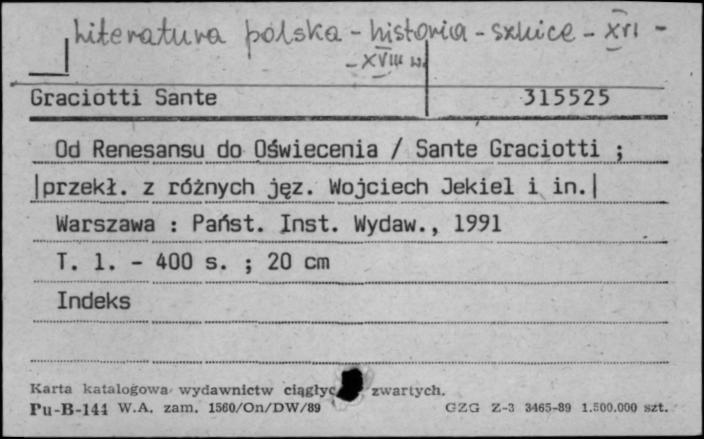 Literatura polska - historia - szkice - XVI -
- XVIII w.
Graciotti Sante 315525
Od Renesansu do Oświecenia / Sante Graciotti ;
|przekł. z różnych jęz. Wojciech Jekiel i in.|
Warszawa : Państ. Inst. Wydaw., 1991
T. 1. - 400 s. ; 20 cm
Indeks
Karta katalogowa wydawnictw ciągłyc zwartych.
Pu-B-144 W.A. zam. 1560/On/DW/89 GZG Z-3 3465-89 1.500.000 szt.